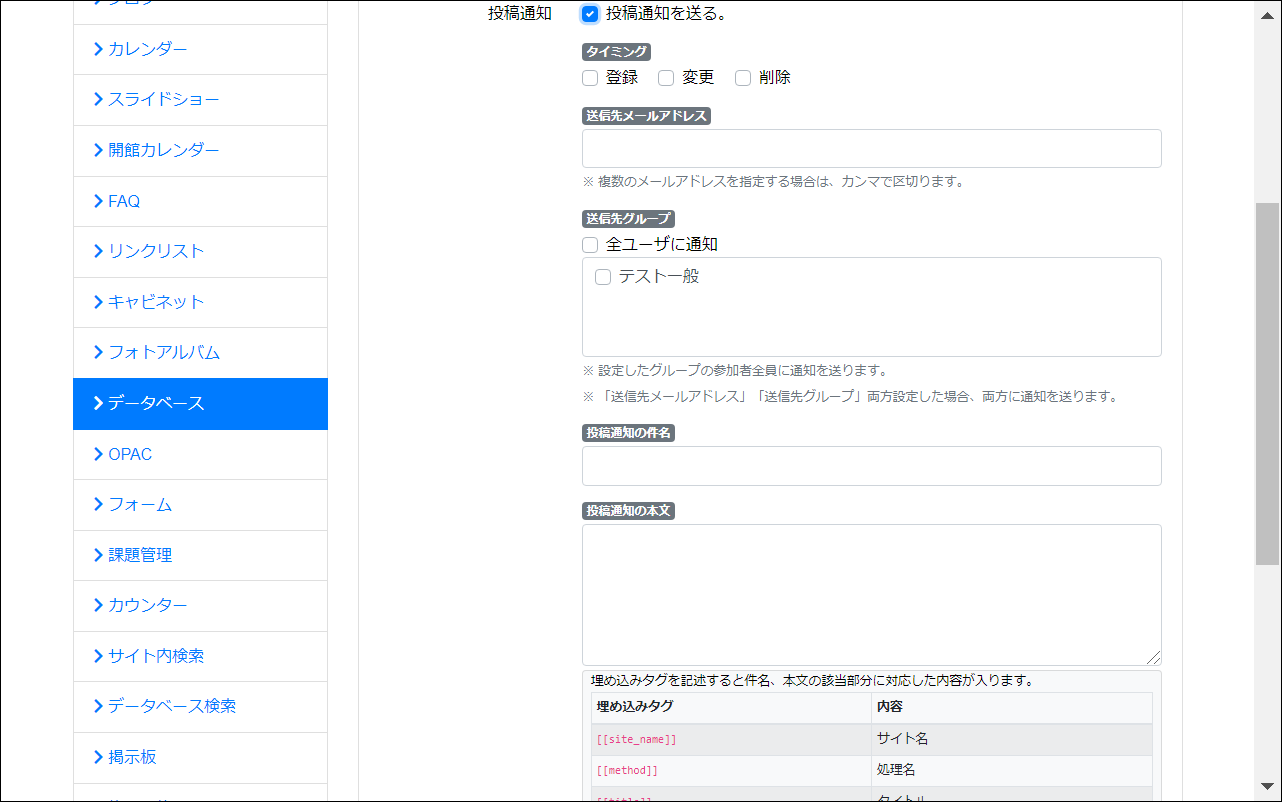 カレンダー
スライドショー
開館カレンダー
FAQ
リンクリスト
キャビネット
フォトアルバム
データベース
OPAC
フォーム
課題管理
カウンター
サイト内検索
データベース検索
掲示板
投稿通知
投稿通知を送る。
タイミング
登録 変更 削除
送信先メールアドレス
※ 複数のメールアドレスを指定する場合は、カンマで区切ります。
送信先グループ
全ユーザに通知
テスト一般
※ 設定したグループの参加者全員に通知を送ります。
※ 「送信先メールアドレス」「送信先グループ」両方設定した場合、両方に通知を送ります。
投稿通知の件名
投稿通知の本文
埋め込みタグを記述すると件名、本文の該当部分に対応した内容が入ります。
埋め込みタグ 内容
[[site_name]] サイト名
[[method]] 処理名
[[title]] タイトル